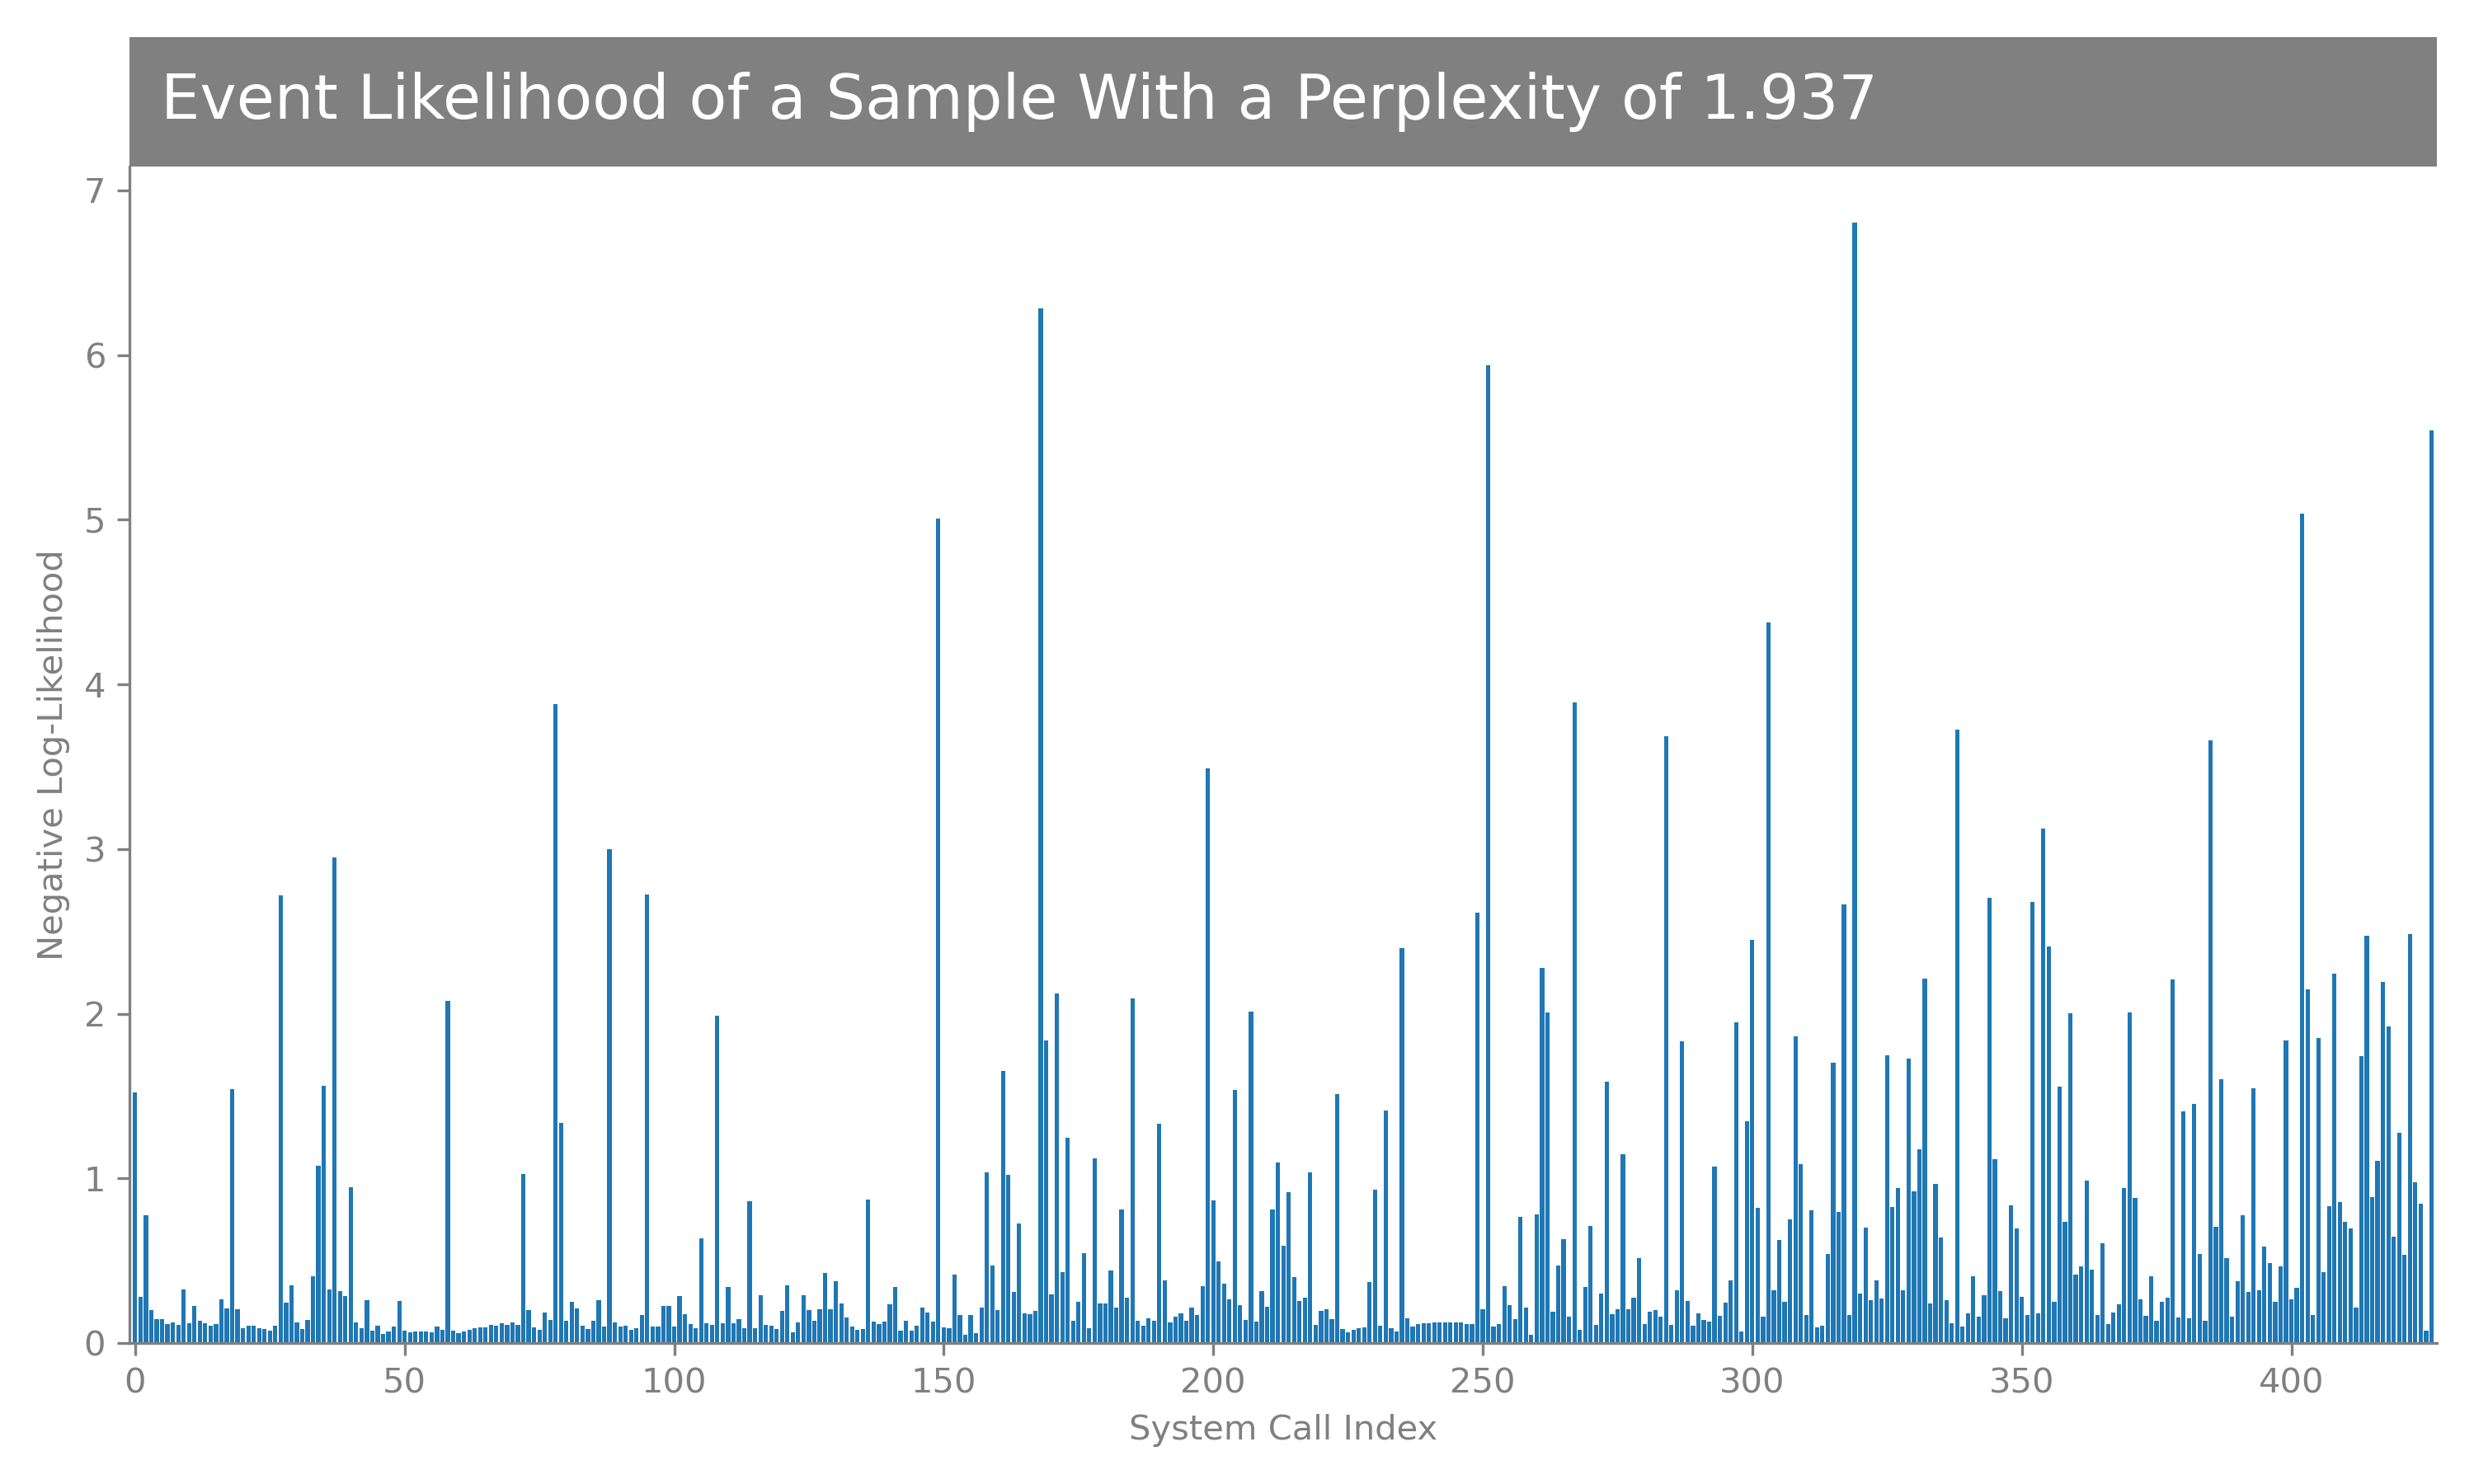 Event Likelihood of a Sample With a Perplexity of 1.937
7
6
5
4
3
2
1
0
Negative Log-Likelihood
0 50 100 150 200 250 300 350 400
System Call Index